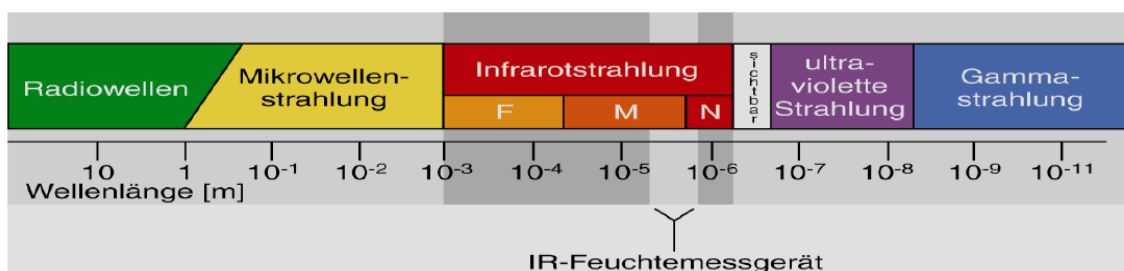 Radiowellen
Mikrowellen-
strahlung
Infrarotstrahlung
F M N
sichtbar
ultra-
violette
Strahlung
Gamma-
strahlung
10 1 10⁻¹ 10⁻² 10⁻³ 10⁻⁴ 10⁻⁵ 10⁻⁶ 10⁻⁷ 10⁻⁸ 10⁻⁹ 10⁻¹¹
Wellenlänge [m]
IR-Feuchtemessgerät